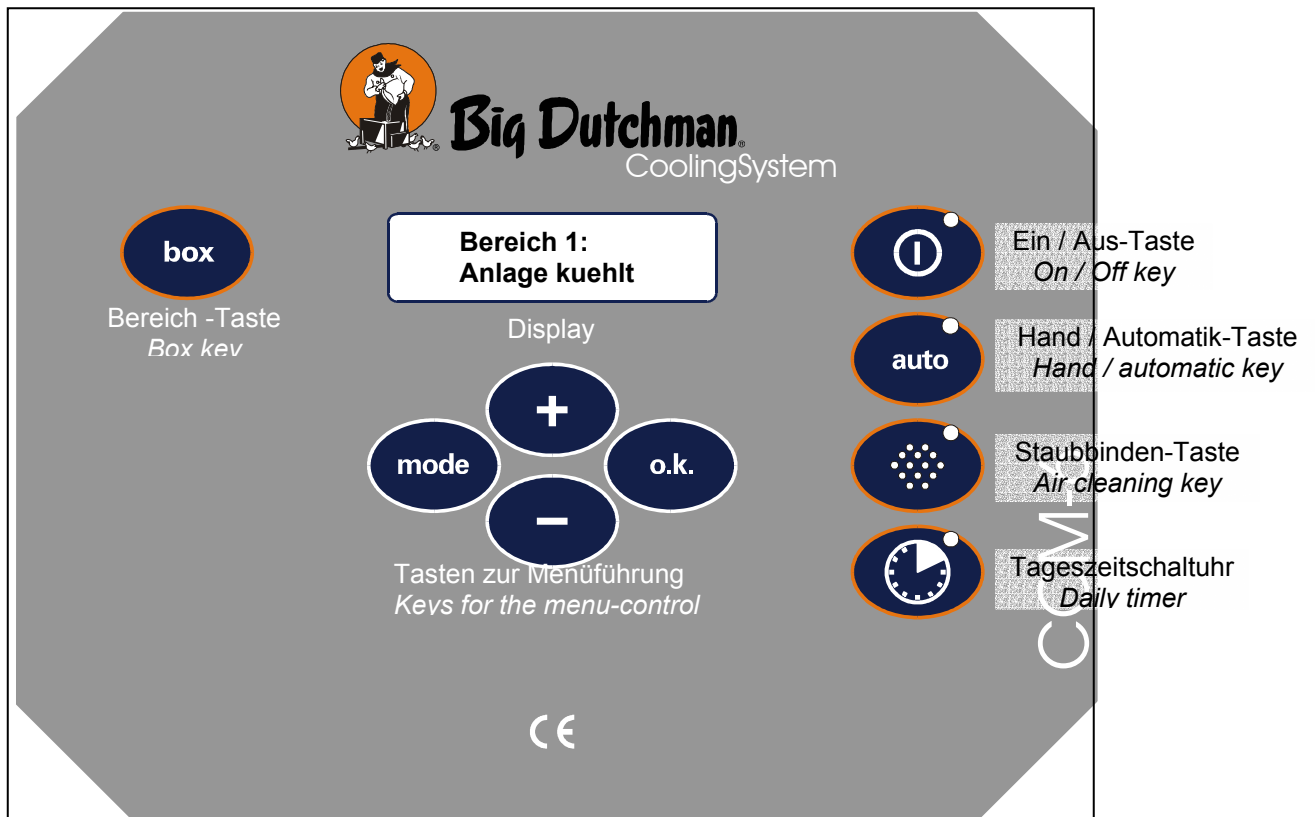 Big Dutchman®
CoolingSystem
box
Bereich -Taste
Box key
Bereich 1:
Anlage kuehlt
Display
+
mode
o.k.
−
Tasten zur Menüführung
Keys for the menu-control
Ein / Aus-Taste
On / Off key
auto
Hand / Automatik-Taste
Hand / automatic key
Staubbinden-Taste
Air cleaning key
Tageszeitschaltuhr
Daily timer
CE